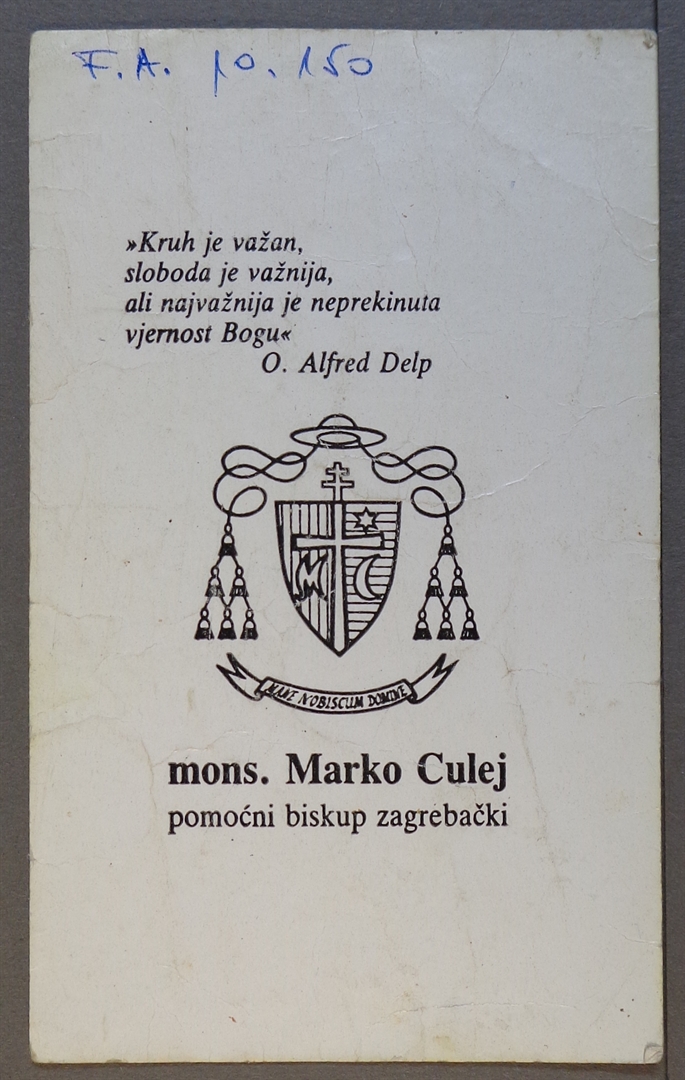 F. A. 10. 150
»Kruh je važan,
sloboda je važnija,
ali najvažnija je neprekinuta
vjernost Bogu«
O. Alfred Delp
MANE NOBISCUM DOMINE
mons. Marko Culej
pomoćni biskup zagrebački